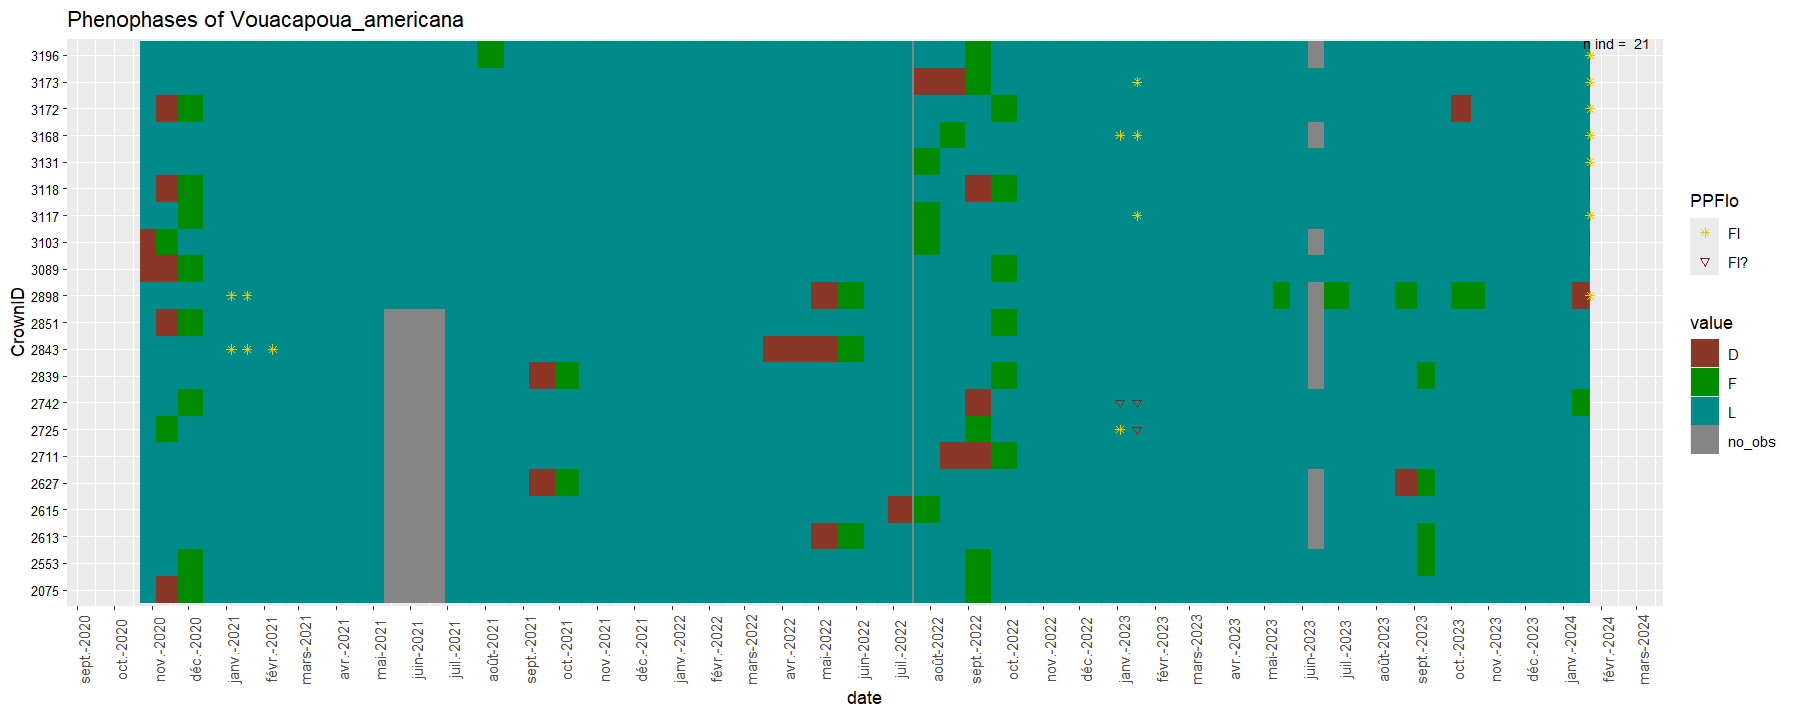 Phenophases of Vouacapoua_americana
n ind = 21
CrownID
3196
3173
3172
3168
3131
3118
3117
3103
3089
2898
2851
2843
2839
2742
2725
2711
2627
2615
2613
2553
2075
sept.-2020
oct.-2020
nov.-2020
déc.-2020
janv.-2021
févr.-2021
mars-2021
avr.-2021
mai-2021
juin-2021
juil.-2021
août-2021
sept.-2021
oct.-2021
nov.-2021
déc.-2021
janv.-2022
févr.-2022
mars-2022
avr.-2022
mai-2022
juin-2022
juil.-2022
août-2022
sept.-2022
oct.-2022
nov.-2022
déc.-2022
janv.-2023
févr.-2023
mars-2023
avr.-2023
mai-2023
juin-2023
juil.-2023
août-2023
sept.-2023
oct.-2023
nov.-2023
déc.-2023
janv.-2024
févr.-2024
mars-2024
date
PPFlo
Fl
Fl?
value
D
F
L
no_obs